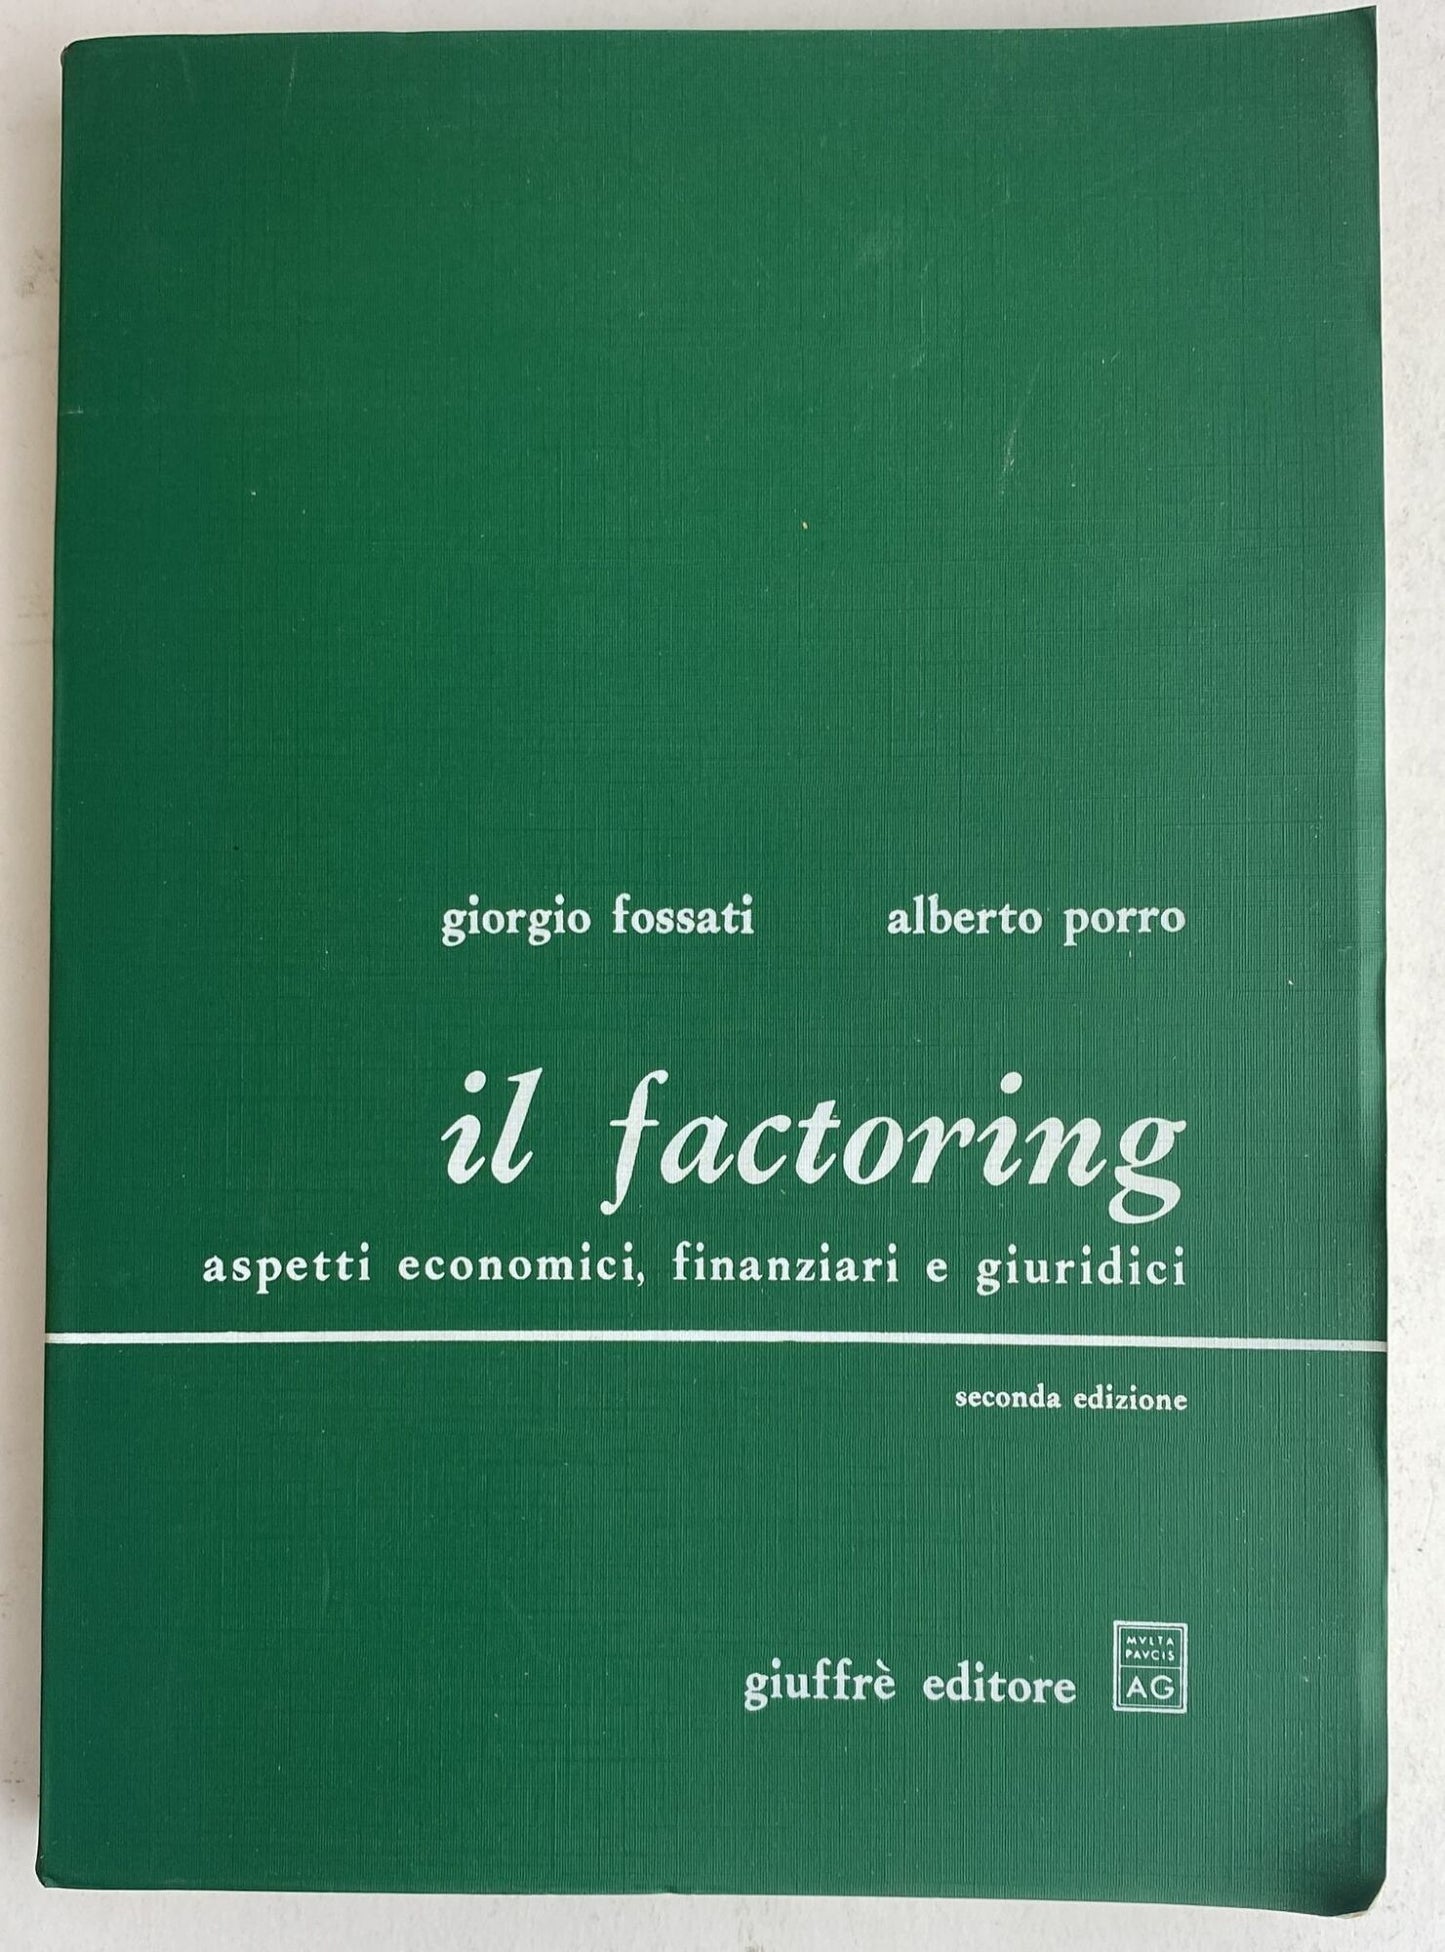 giorgio fossati alberto porro
il factoring
aspetti economici, finanziari e giuridici
seconda edizione
giuffrè editore
MVLTA
PAVCIS
AG